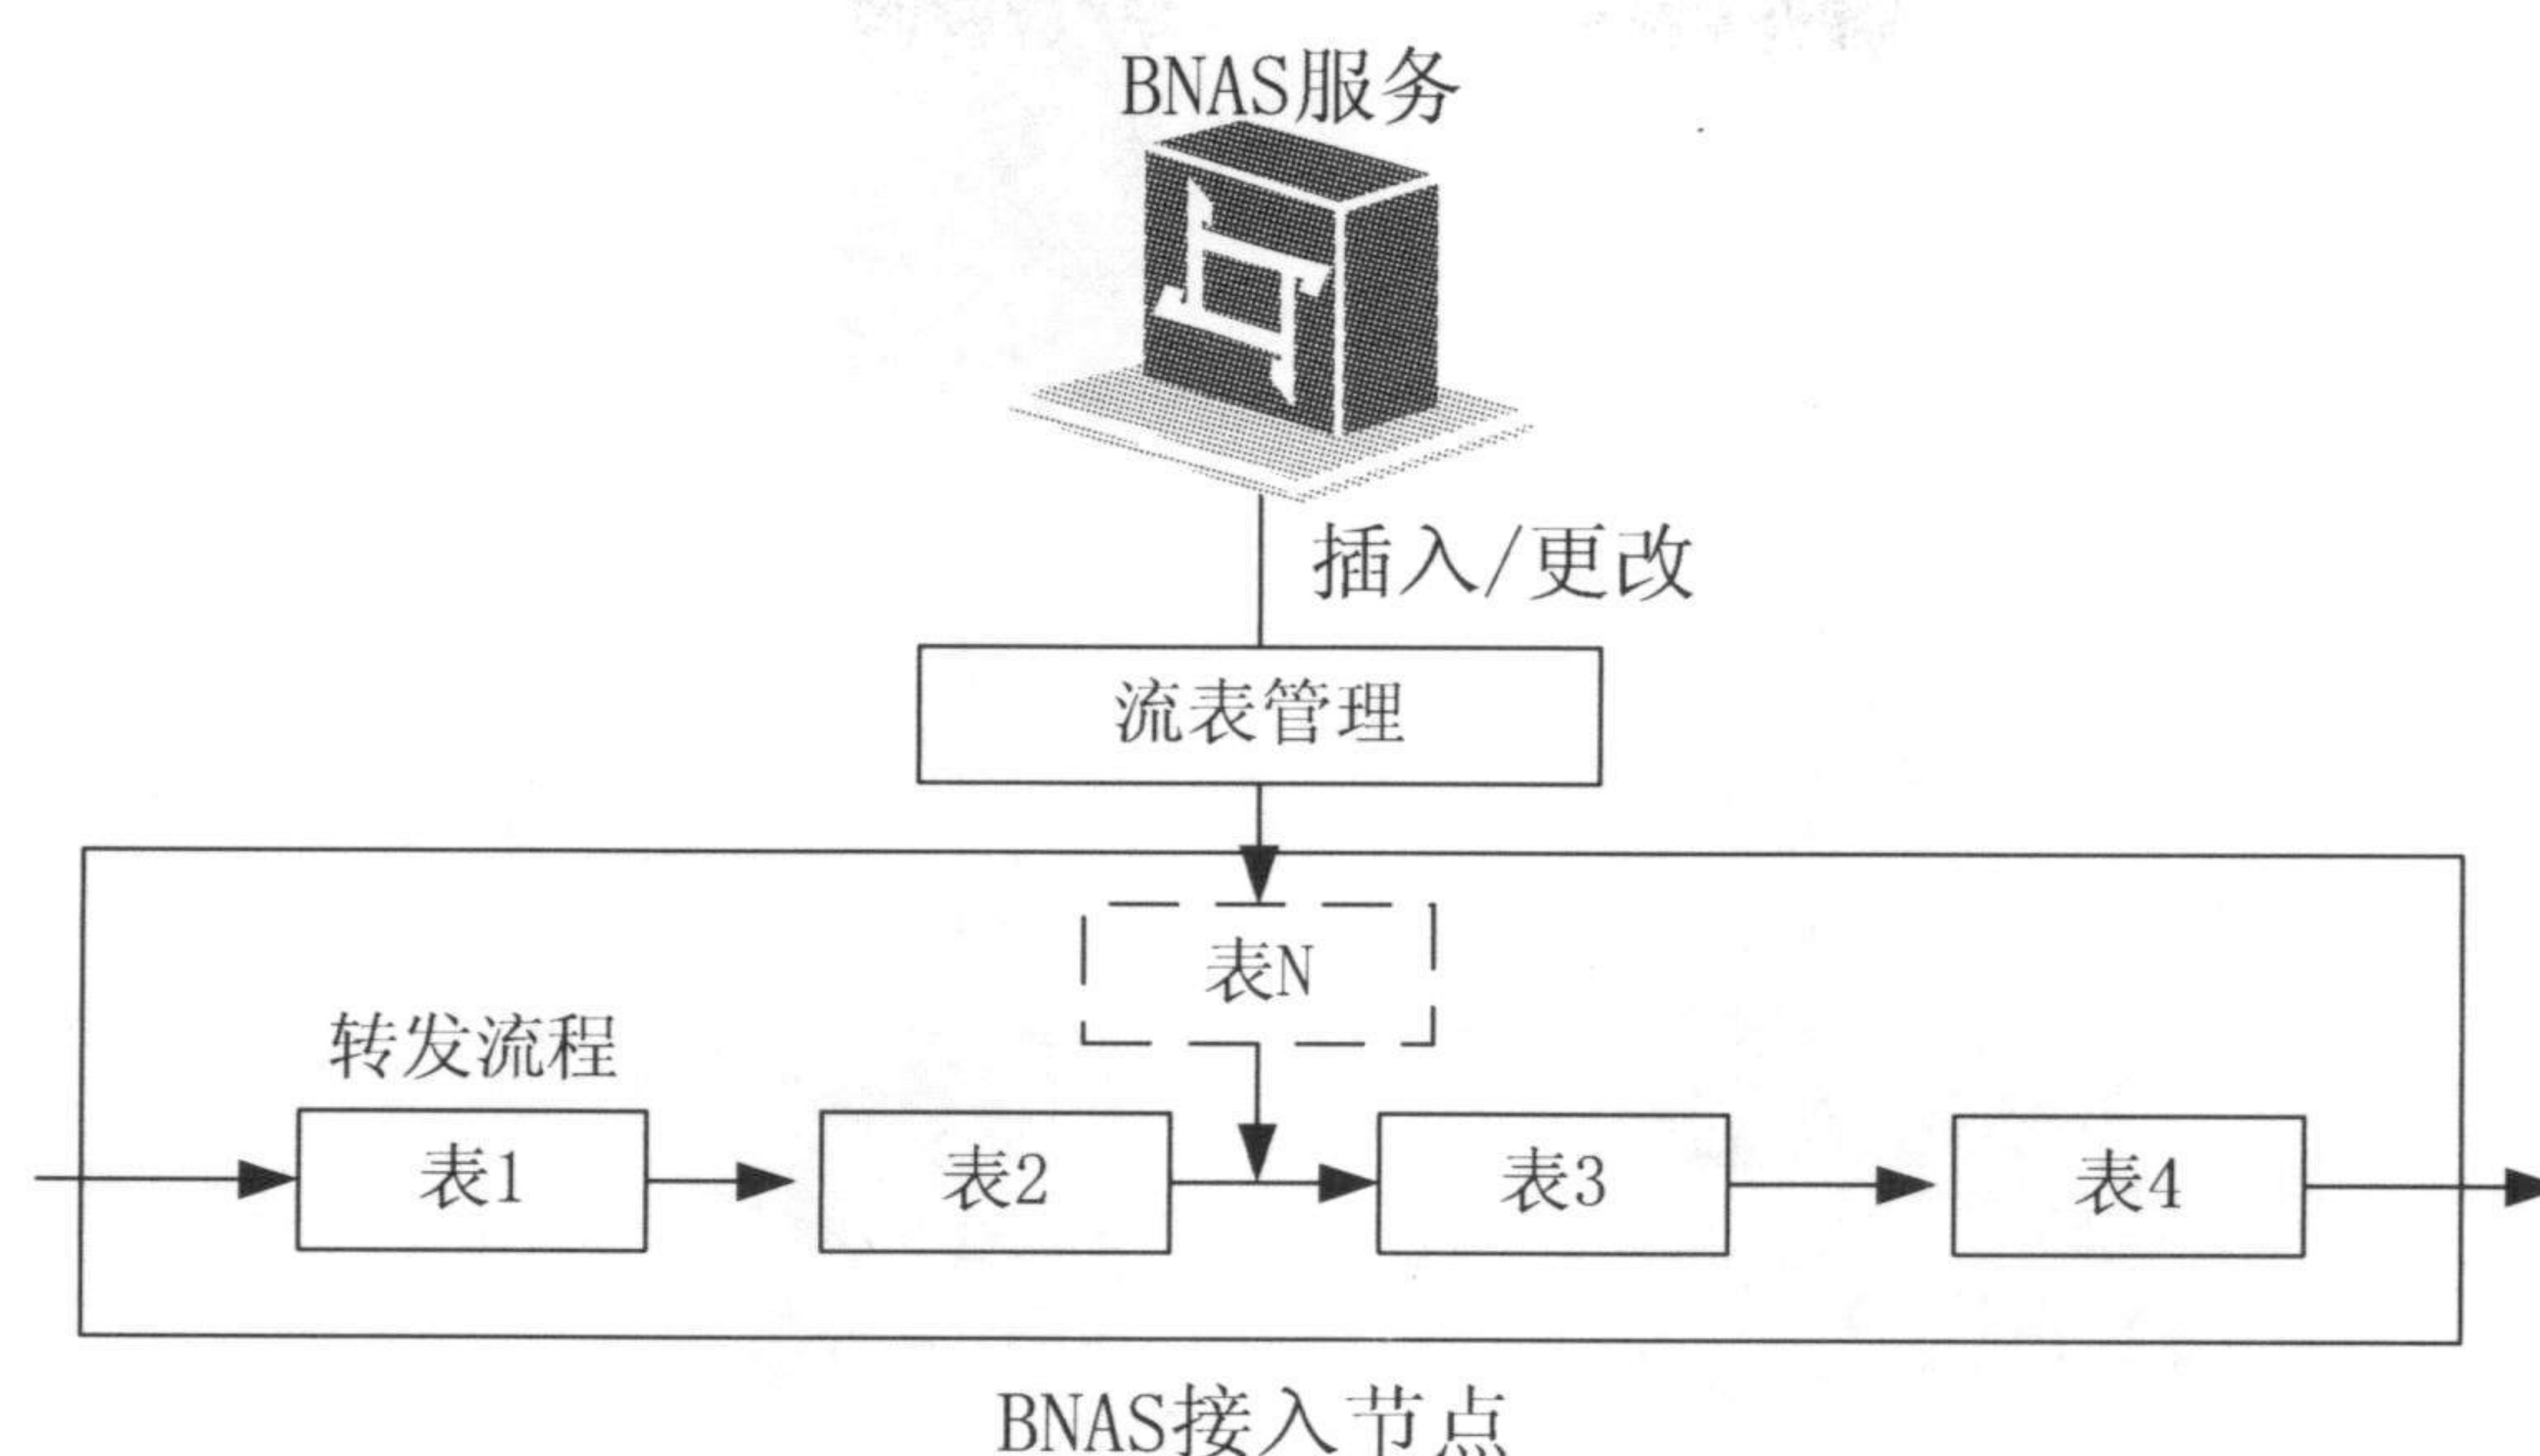 BNAS服务
插入/更改
流表管理
表N
转发流程
表1
表2
表3
表4
BNAS接入节点